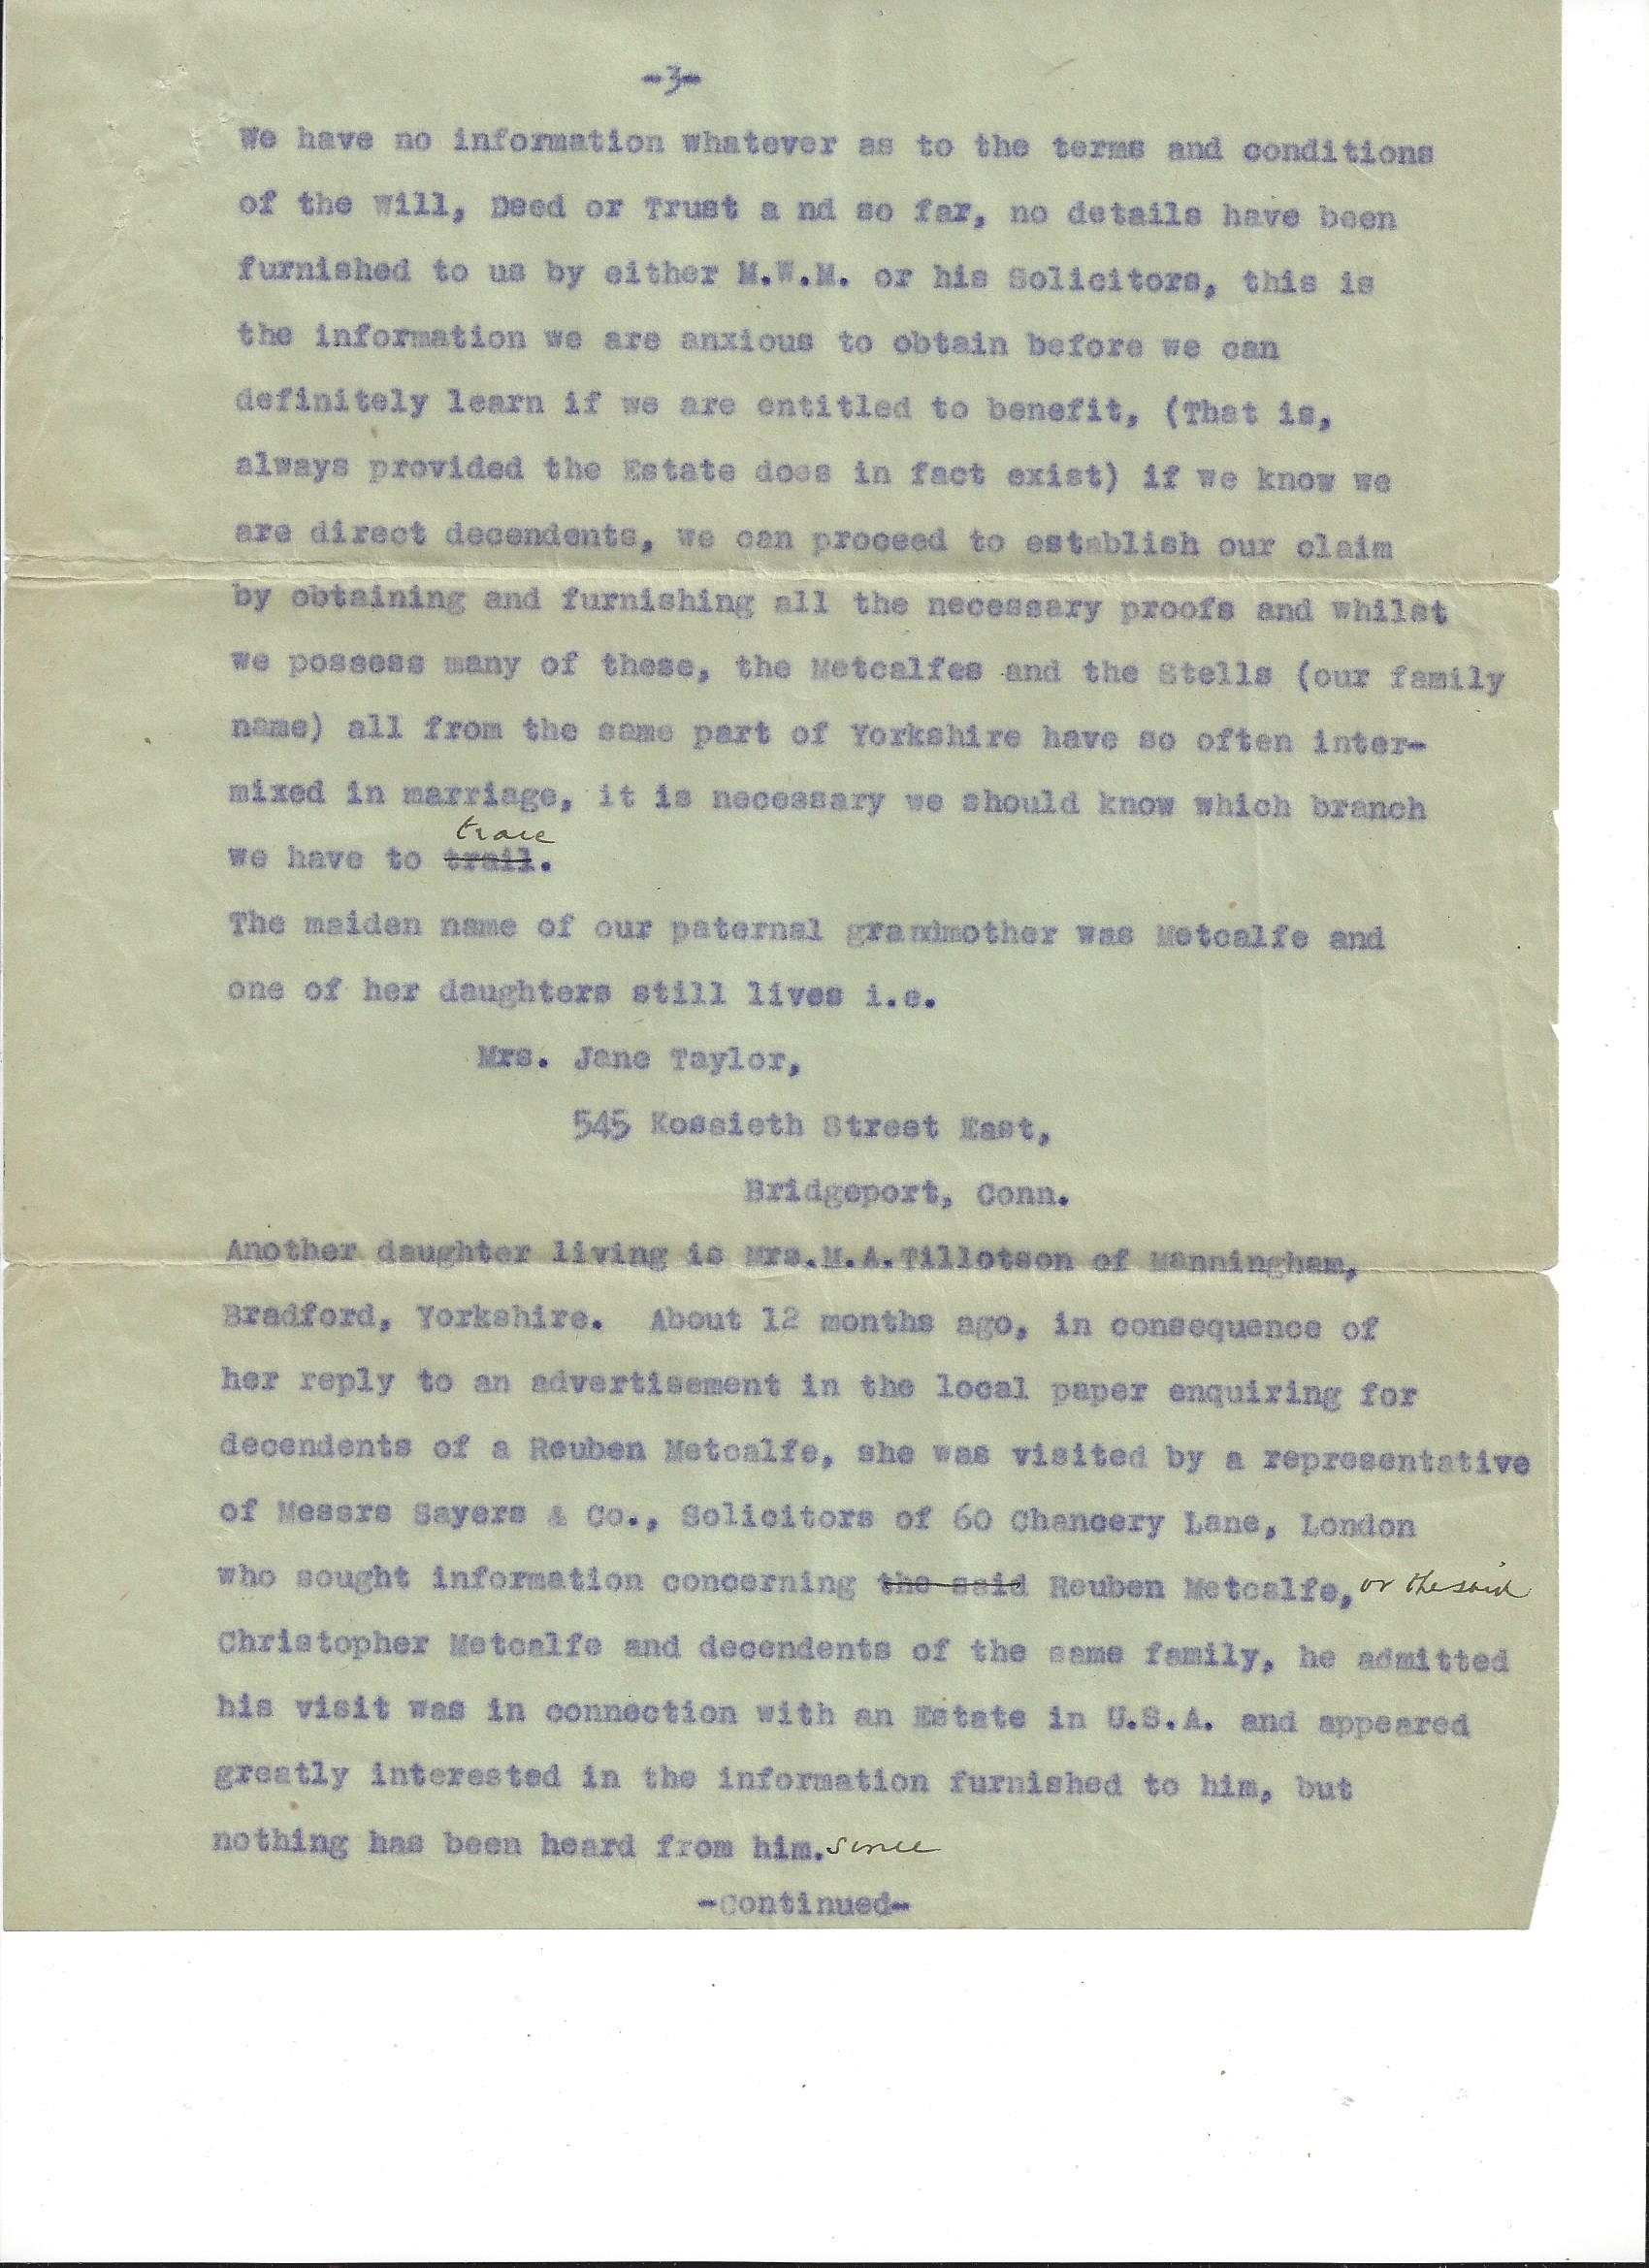 -3-
We have no information whatever as to the terms and conditions
of the Will, Deed or Trust a nd so far, no details have been
furnished to us by either M.W.M. or his Solicitors, this is
the information we are anxious to obtain before we can
definitely learn if we are entitled to benefit, (That is,
always provided the Estate does in fact exist) if we know we
are direct decendents, we can proceed to establish our claim
by obtaining and furnishing all the necessary proofs and whilst
we possess many of these, the Metcalfes and the Stells (our family
name) all from the same part of Yorkshire have so often inter-
mixed in marriage, it is necessary we should know which branch
trace
we have to trail.
The maiden name of our paternal grandmother was Metcalfe and
one of her daughters still lives i.e.
Mrs. Jane Taylor,
545 Kossieth Street East,
Bridgeport, Conn.
Another daughter living is Mrs.M.A.Tillotson of Manningham,
Bradford, Yorkshire. About 12 months ago, in consequence of
her reply to an advertisement in the local paper enquiring for
decendents of a Reuben Metcalfe, she was visited by a representative
of Messrs Sayers & Co., Solicitors of 60 Chancery Lane, London
who sought information concerning the said Reuben Metcalfe, or the said
Christopher Metcalfe and decendents of the same family, he admitted
his visit was in connection with an Estate in U.S.A. and appeared
greatly interested in the information furnished to him, but
nothing has been heard from him. since
-Continued-